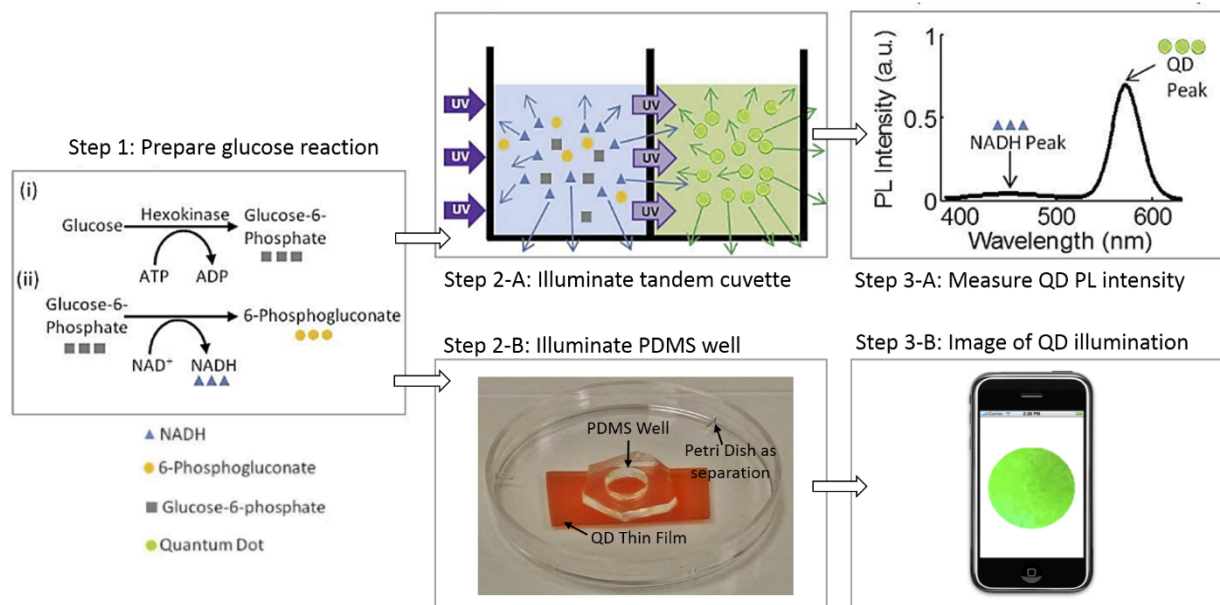 Step 1: Prepare glucose reaction
(i)
Glucose
Hexokinase
Glucose-6-
Phosphate
ATP
ADP
(ii)
Glucose-6-
Phosphate
6-Phosphogluconate
NAD⁺
NADH
NADH
6-Phosphogluconate
Glucose-6-phosphate
Quantum Dot
UV
UV
UV
UV
UV
UV
Step 2-A: Illuminate tandem cuvette
PL Intensity (a.u.)
1
0.5
0
400
500
600
Wavelength (nm)
NADH Peak
QD
Peak
Step 3-A: Measure QD PL intensity
Step 2-B: Illuminate PDMS well
PDMS Well
Petri Dish as
separation
QD Thin Film
Step 3-B: Image of QD illumination